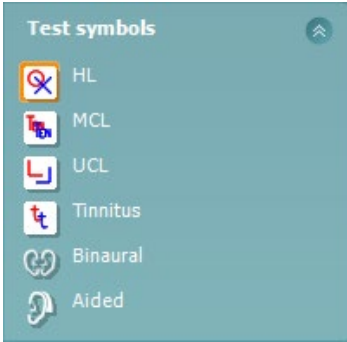 Test symbols
HL
MCL
UCL
Tinnitus
Binaural
Aided